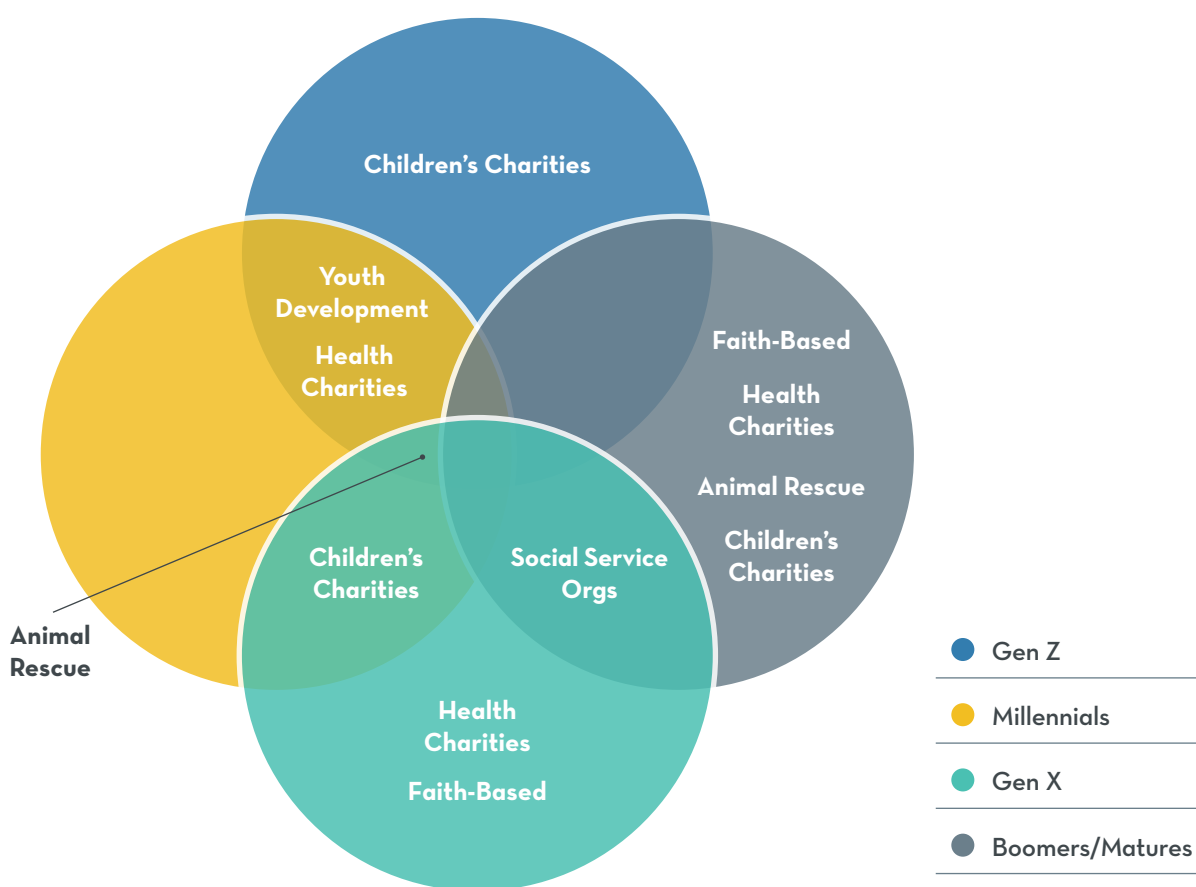 Children's Charities
Youth
Development
Health
Charities
Faith-Based
Health
Charities
Animal Rescue
Children's
Charities
Children's
Charities
Social Service
Orgs
Animal
Rescue
Health
Charities
Faith-Based
Gen Z
Millennials
Gen X
Boomers/Matures